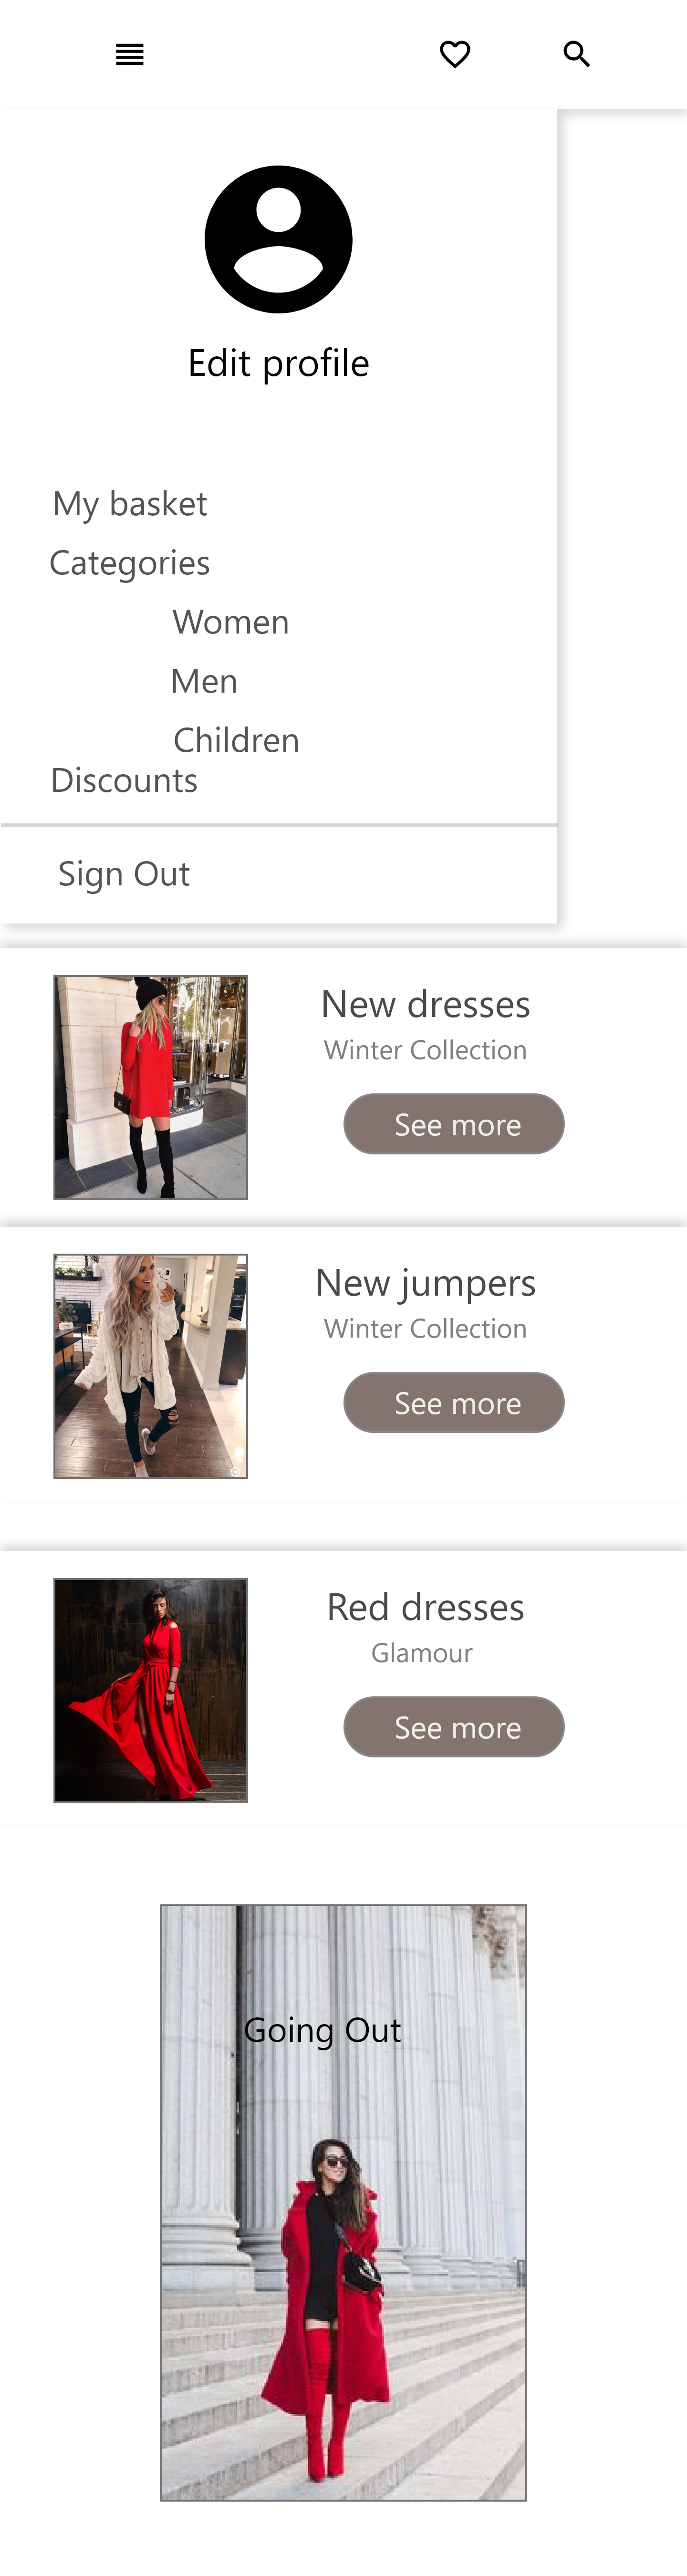 Edit profile
My basket
Categories
Women
Men
Children
Discounts
Sign Out
New dresses
Winter Collection
See more
New jumpers
Winter Collection
See more
Red dresses
Glamour
See more
Going Out